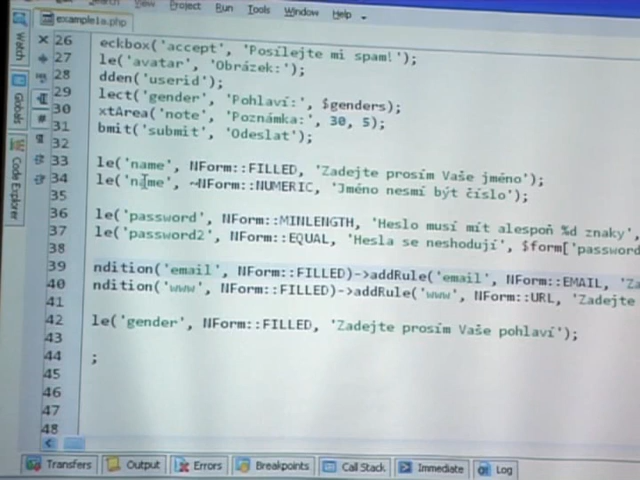 Search View Project Run Tools Window Help
example1a.php
Watch
Globals
Code Explorer
26 eckbox('accept', 'Posílejte mi spam!');
27 le('avatar', 'Obrázek:');
28 dden('userid');
29 lect('gender', 'Pohlaví:', $genders);
30 xtArea('note', 'Poznámka:', 30, 5);
31 bmit('submit', 'Odeslat');
32
33 le('name', NForm::FILLED, 'Zadejte prosím Vaše jméno');
34 le('name', ~NForm::NUMERIC, 'Jméno nesmí být číslo');
35
36 le('password', NForm::MINLENGTH, 'Heslo musí mít alespoň %d znaky',
37 le('password2', NForm::EQUAL, 'Hesla se neshodují', $form['password
38
39 ndition('email', NForm::FILLED)->addRule('email', NForm::EMAIL, 'Za
40 ndition('www', NForm::FILLED)->addRule('www', NForm::URL, 'Zadejte
41
42 le('gender', NForm::FILLED, 'Zadejte prosím Vaše pohlaví');
43
44 ;
45
46
47
48
Transfers Output Errors Breakpoints Call Stack Immediate Log